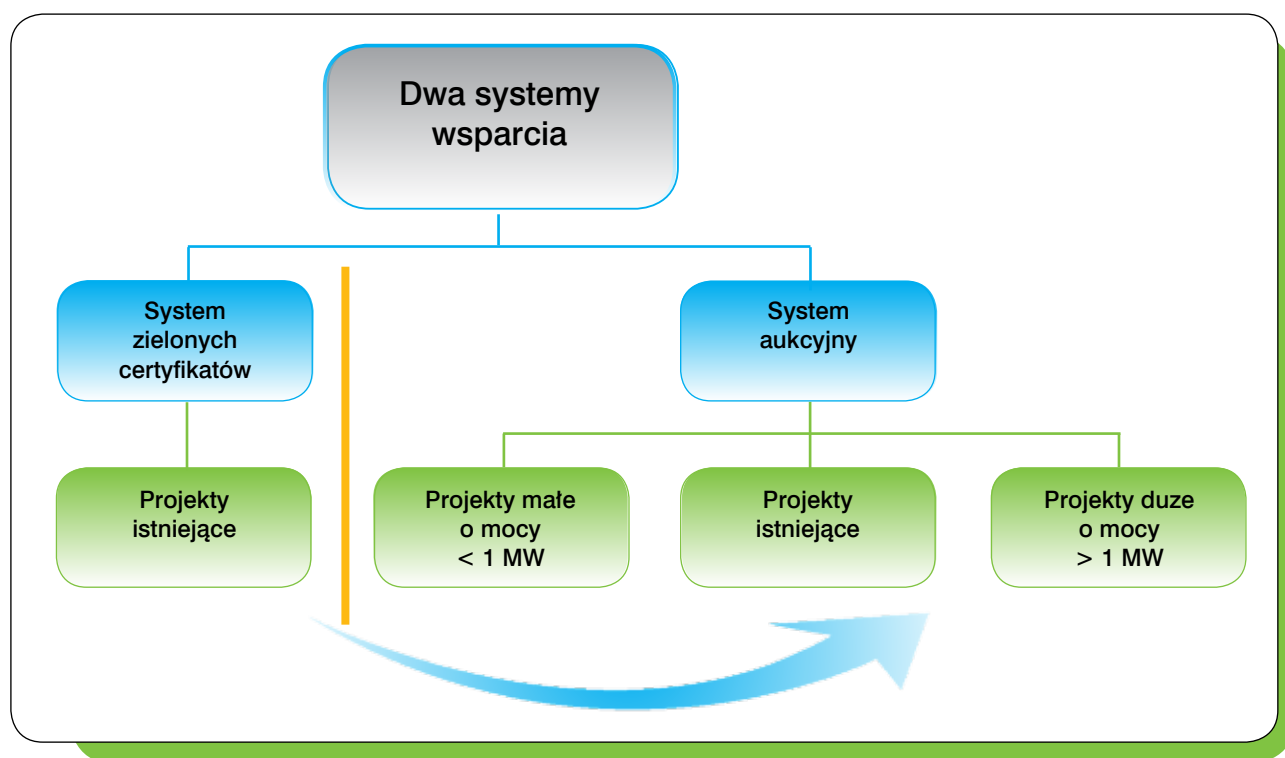 Dwa systemy
wsparcia
System
zielonych
certyfikatów
System
aukcyjny
Projekty
istniejące
Projekty małe
o mocy
< 1 MW
Projekty
istniejące
Projekty duze
o mocy
> 1 MW